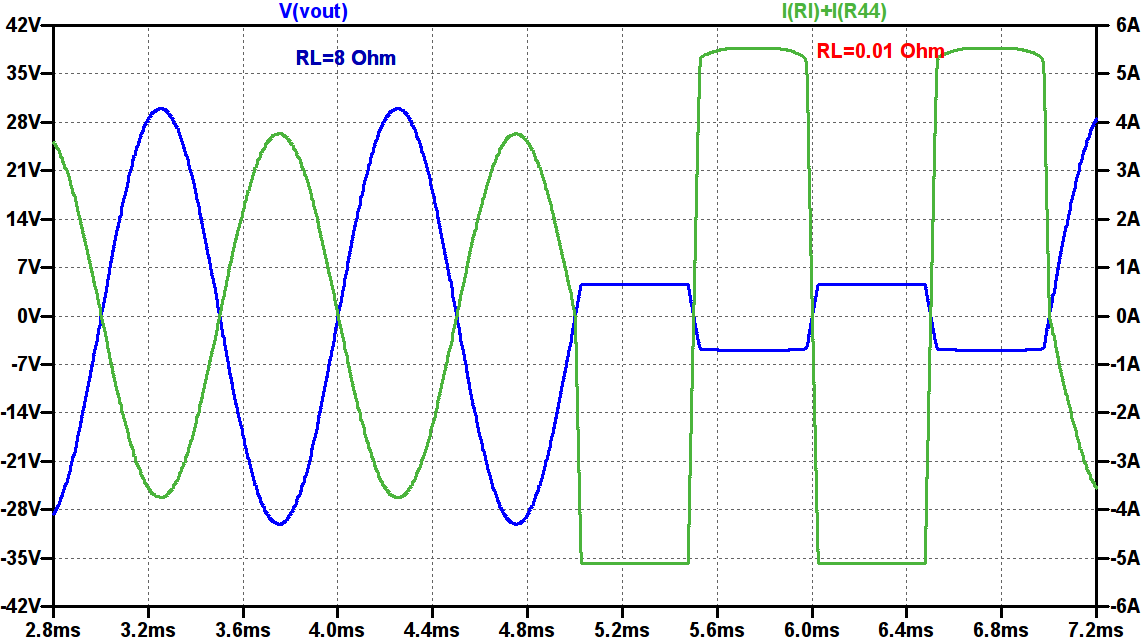 V(vout)
I(Rl)+I(R44)
RL=8 Ohm
RL=0.01 Ohm
42V
35V
28V
21V
14V
7V
0V
-7V
-14V
-21V
-28V
-35V
-42V
6A
5A
4A
3A
2A
1A
0A
-1A
-2A
-3A
-4A
-5A
-6A
2.8ms 3.2ms 3.6ms 4.0ms 4.4ms 4.8ms 5.2ms 5.6ms 6.0ms 6.4ms 6.8ms 7.2ms